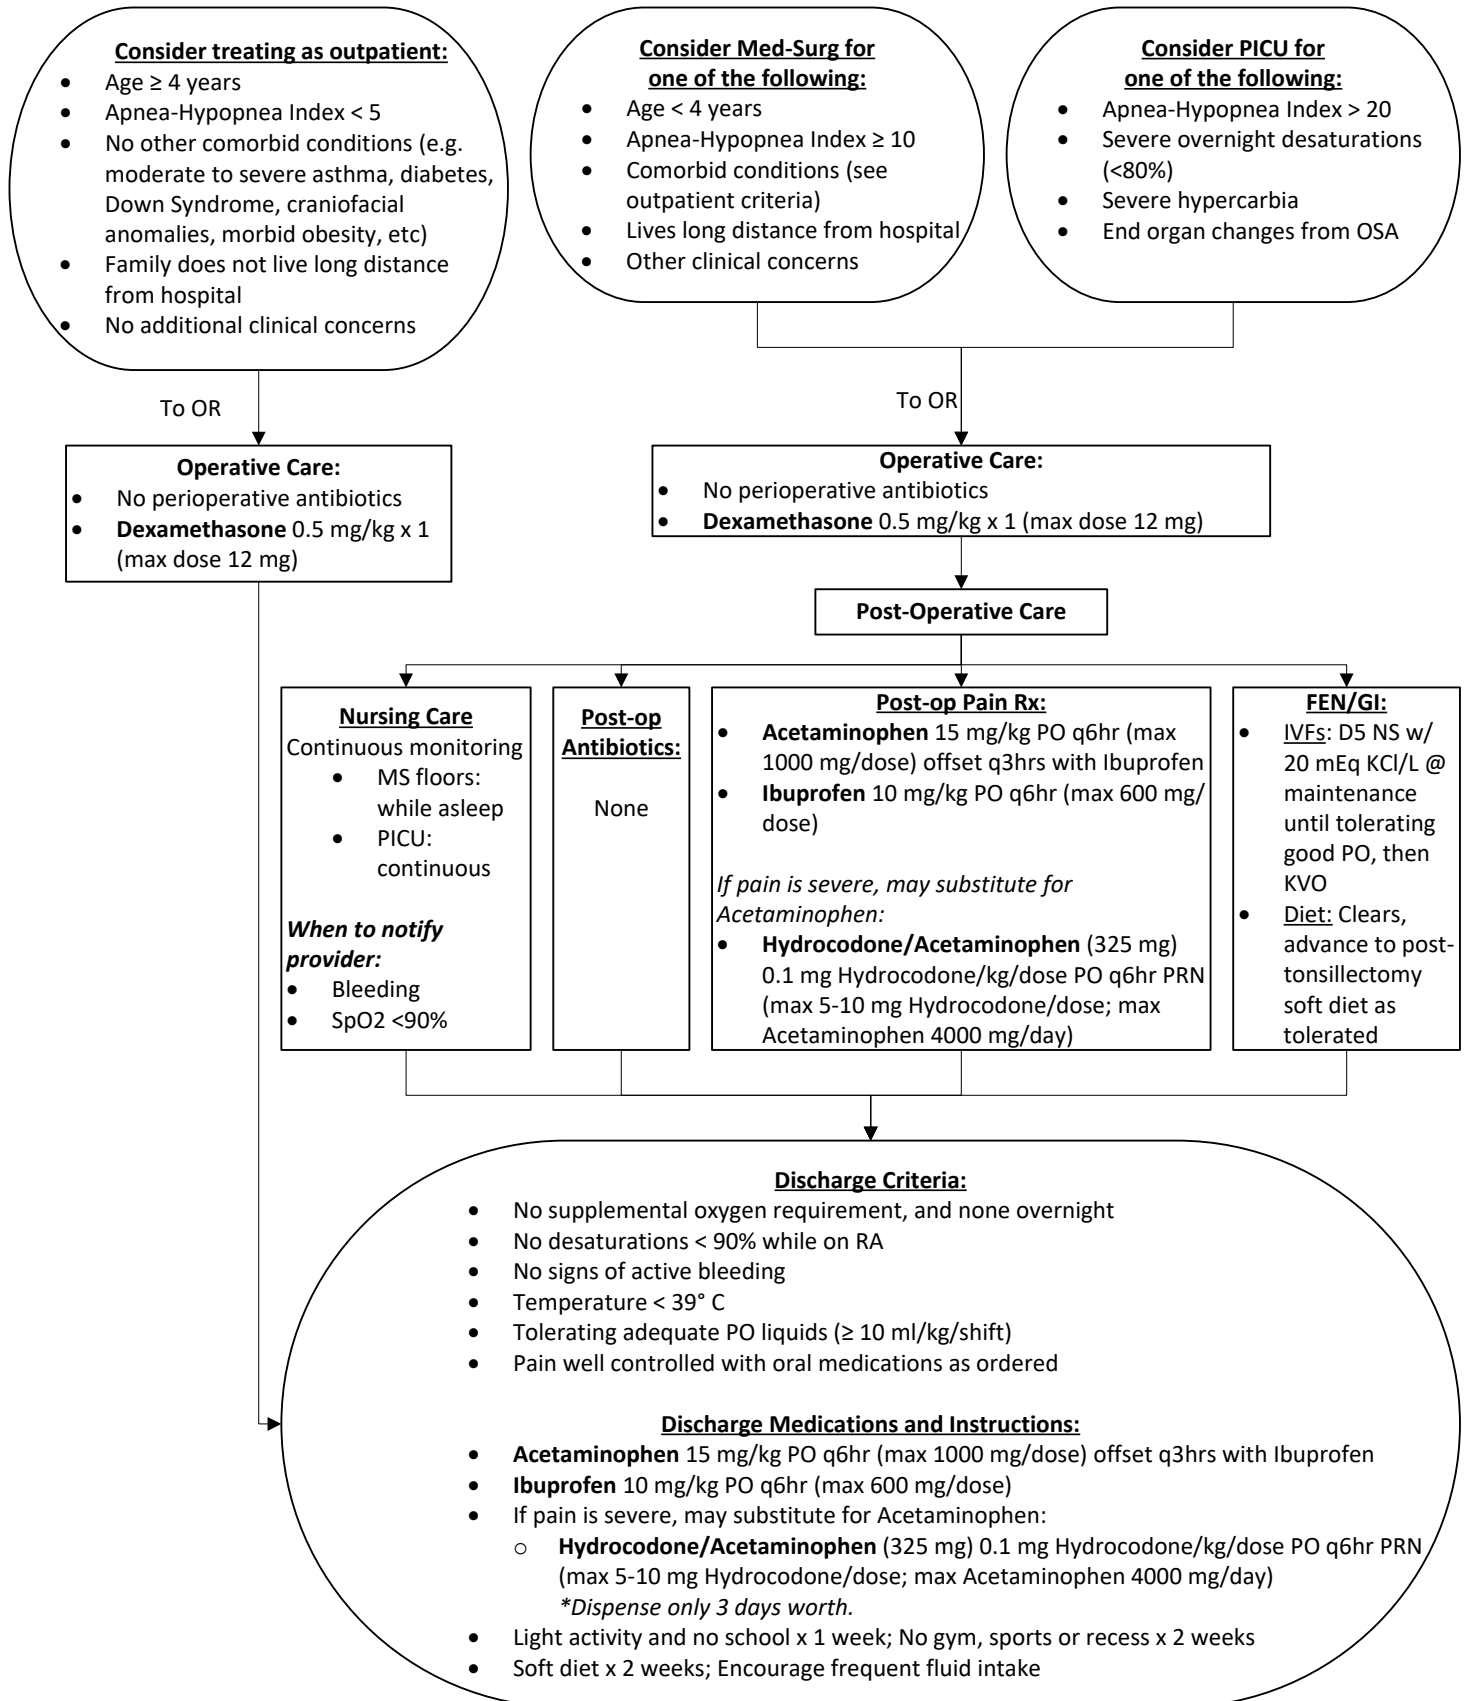 Consider treating as outpatient:
• Age ≥ 4 years
• Apnea-Hypopnea Index < 5
• No other comorbid conditions (e.g.
moderate to severe asthma, diabetes,
Down Syndrome, craniofacial
anomalies, morbid obesity, etc)
• Family does not live long distance
from hospital
• No additional clinical concerns
Consider Med-Surg for
one of the following:
• Age < 4 years
• Apnea-Hypopnea Index ≥ 10
• Comorbid conditions (see
outpatient criteria)
• Lives long distance from hospital
• Other clinical concerns
Consider PICU for
one of the following:
• Apnea-Hypopnea Index > 20
• Severe overnight desaturations
(<80%)
• Severe hypercarbia
• End organ changes from OSA
To OR
To OR
Operative Care:
• No perioperative antibiotics
• Dexamethasone 0.5 mg/kg x 1
(max dose 12 mg)
Operative Care:
• No perioperative antibiotics
• Dexamethasone 0.5 mg/kg x 1 (max dose 12 mg)
Post-Operative Care
Nursing Care
Continuous monitoring
• MS floors:
while asleep
• PICU:
continuous
When to notify
provider:
• Bleeding
• SpO2 <90%
Post-op
Antibiotics:
None
Post-op Pain Rx:
• Acetaminophen 15 mg/kg PO q6hr (max
1000 mg/dose) offset q3hrs with Ibuprofen
• Ibuprofen 10 mg/kg PO q6hr (max 600 mg/
dose)
If pain is severe, may substitute for
Acetaminophen:
• Hydrocodone/Acetaminophen (325 mg)
0.1 mg Hydrocodone/kg/dose PO q6hr PRN
(max 5-10 mg Hydrocodone/dose; max
Acetaminophen 4000 mg/day)
FEN/GI:
• IVFs: D5 NS w/
20 mEq KCl/L @
maintenance
until tolerating
good PO, then
KVO
• Diet: Clears,
advance to post-
tonsillectomy
soft diet as
tolerated
Discharge Criteria:
• No supplemental oxygen requirement, and none overnight
• No desaturations < 90% while on RA
• No signs of active bleeding
• Temperature < 39° C
• Tolerating adequate PO liquids (≥ 10 ml/kg/shift)
• Pain well controlled with oral medications as ordered
Discharge Medications and Instructions:
• Acetaminophen 15 mg/kg PO q6hr (max 1000 mg/dose) offset q3hrs with Ibuprofen
• Ibuprofen 10 mg/kg PO q6hr (max 600 mg/dose)
• If pain is severe, may substitute for Acetaminophen:
○ Hydrocodone/Acetaminophen (325 mg) 0.1 mg Hydrocodone/kg/dose PO q6hr PRN
(max 5-10 mg Hydrocodone/dose; max Acetaminophen 4000 mg/day)
*Dispense only 3 days worth.
• Light activity and no school x 1 week; No gym, sports or recess x 2 weeks
• Soft diet x 2 weeks; Encourage frequent fluid intake